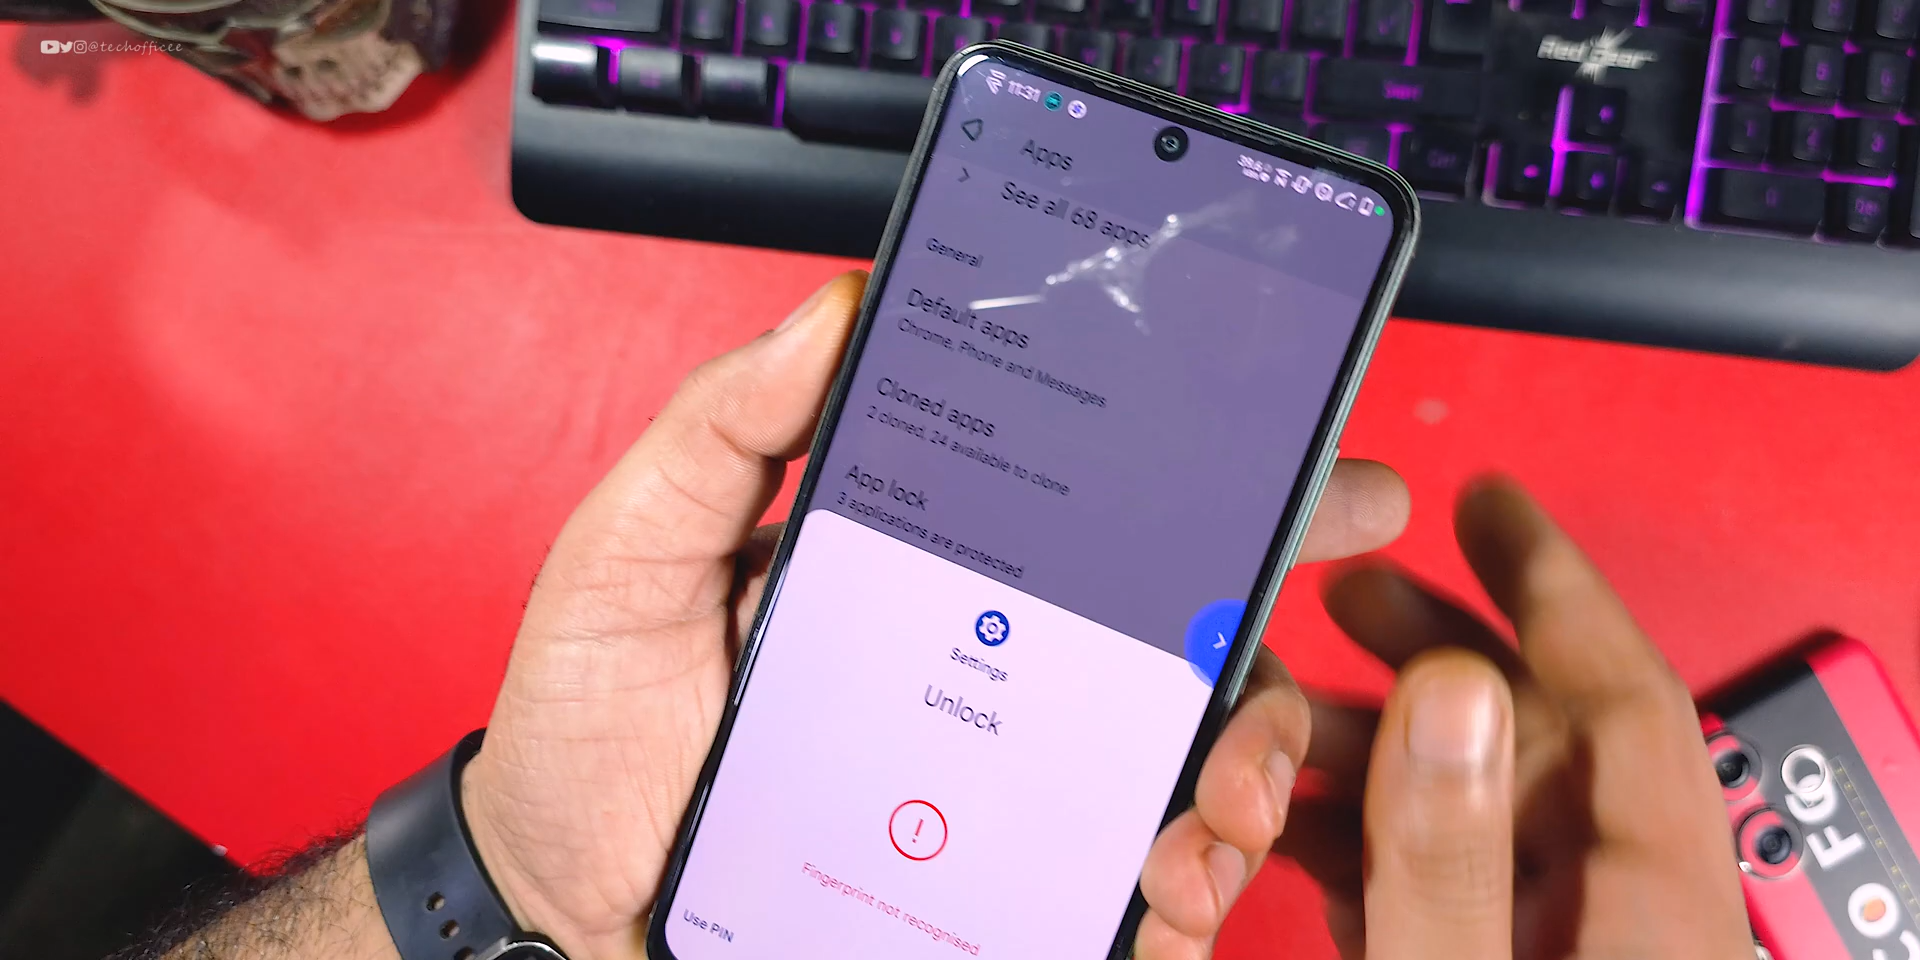 @techofficee
Red Gear
Shift
11:31
Apps
See all 68 apps
General
Default apps
Chrome, Phone and Messages
Cloned apps
2 cloned, 24 available to clone
App lock
3 applications are protected
Settings
Unlock
!
Fingerprint not recognised
Use PIN